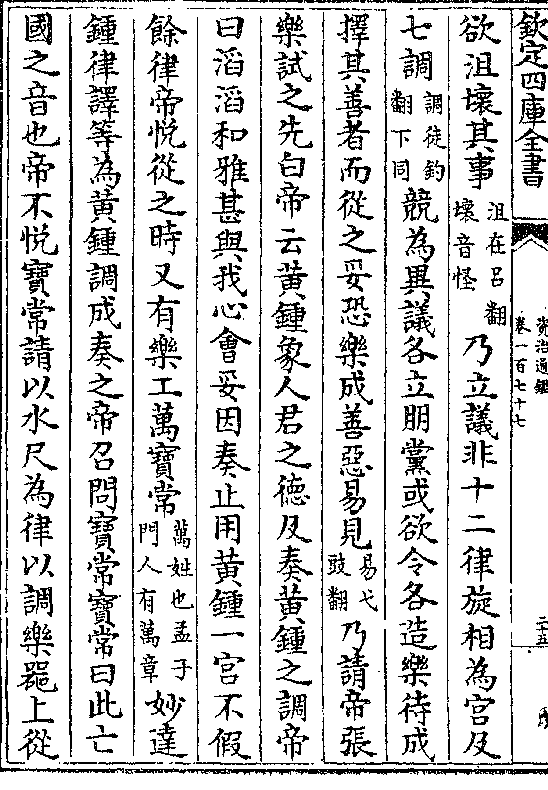 欽定四庫全書
資治通鑑
卷一百七十七
二五
欲沮壞其事沮在呂翻壞音怪乃立議非十二律旋相為宮及
七調調徒釣翻下同競為異議各立朋黨或欲令各造樂待成
擇其善者而從之妥恐樂成善惡易見易弋豉翻乃請帝張
樂試之先白帝云黃鍾象人君之德及奏黃鍾之調帝
曰滔滔和雅甚與我心會妥因奏止用黃鍾一宮不假
餘律帝悅從之時又有樂工萬寶常萬姓也孟子門人有萬章妙達
鍾律譯等為黃鍾調成奏之帝召問寶常寶常曰此亡
國之音也帝不悅寶常請以水尺為律以調樂器上從